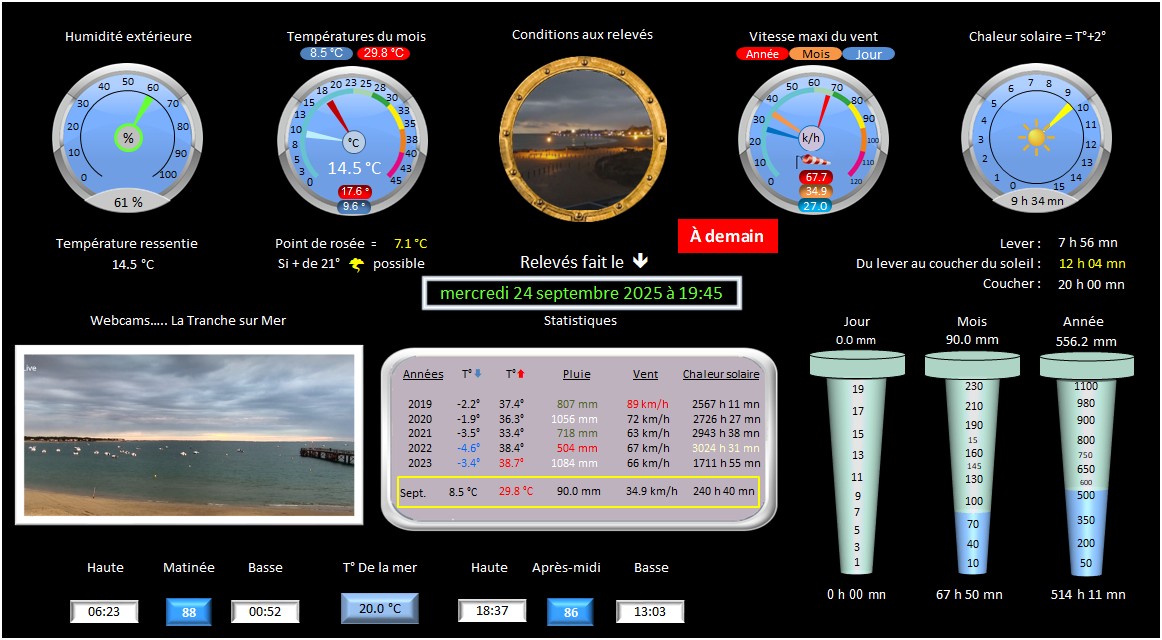 Humidité extérieure
Températures du mois
Conditions aux relevés
Vitesse maxi du vent
Chaleur solaire = T°+2°
8.5 °C 29.8 °C
Année Mois Jour
0 10 20 30 40 50 60 70 80 90 100
%
61 %
0 3 5 8 10 13 15 18 20 23 25 28 30 33 35 38 40 43 45
°C
14.5 °C
17.6 °
9.6 °
0 10 20 30 40 50 60 70 80 90 100 110 120
k/h
67.7
34.9
27.0
0 1 2 3 4 5 6 7 8 9 10 11 12 13 14 15
9 h 34 mn
Température ressentie
14.5 °C
Point de rosée = 7.1 °C
Si + de 21° possible
À demain
Relevés fait le
mercredi 24 septembre 2025 à 19:45
Lever : 7 h 56 mn
Du lever au coucher du soleil : 12 h 04 mn
Coucher : 20 h 00 mn
Webcams..... La Tranche sur Mer
Live
Statistiques
Années T° T° Pluie Vent Chaleur solaire
2019 -2.2° 37.4° 807 mm 89 km/h 2567 h 11 mn
2020 -1.9° 36.3° 1056 mm 72 km/h 2726 h 27 mn
2021 -3.5° 33.4° 718 mm 63 km/h 2943 h 38 mn
2022 -4.6° 38.4° 504 mm 67 km/h 3024 h 31 mn
2023 -3.4° 38.7° 1084 mm 66 km/h 1711 h 55 mn
Sept. 8.5 °C 29.8 °C 90.0 mm 34.9 km/h 240 h 40 mn
Jour
0.0 mm
19
17
15
13
11
9
7
5
3
1
0 h 00 mn
Mois
90.0 mm
230
210
190
15
160
145
130
100
70
40
10
67 h 50 mn
Année
556.2 mm
1100
980
900
800
750
650
600
500
350
200
50
514 h 11 mn
Haute Matinée Basse T° De la mer Haute Après-midi Basse
06:23 88 00:52 20.0 °C 18:37 86 13:03